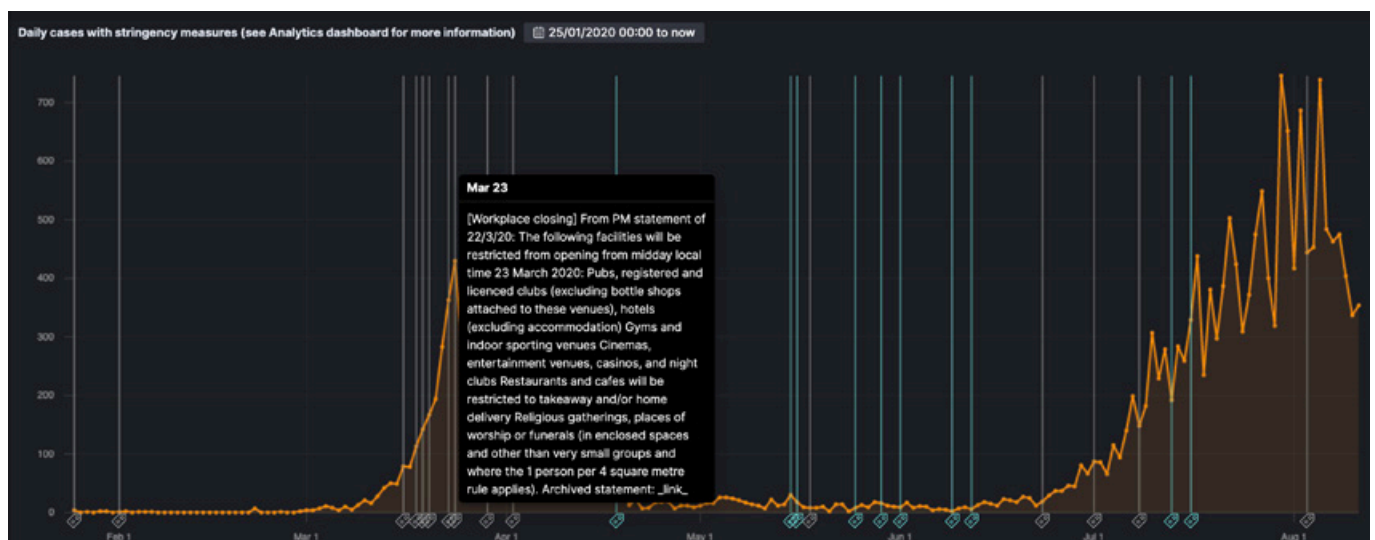 Daily cases with stringency measures (see Analytics dashboard for more information) 25/01/2020 00:00 to now
700
600
500
400
300
200
100
0
Mar 23
[Workplace closing] From PM statement of
22/3/20: The following facilities will be
restricted from opening from midday local
time 23 March 2020: Pubs, registered and
licenced clubs (excluding bottle shops
attached to these venues), hotels
(excluding accommodation) Gyms and
indoor sporting venues Cinemas,
entertainment venues, casinos, and night
clubs Restaurants and cafes will be
restricted to takeaway and/or home
delivery Religious gatherings, places of
worship or funerals (in enclosed spaces
and other than very small groups and
where the 1 person per 4 square metre
rule applies). Archived statement: _link_
Feb 1 Mar 1 Apr 1 May 1 Jun 1 Jul 1 Aug 1